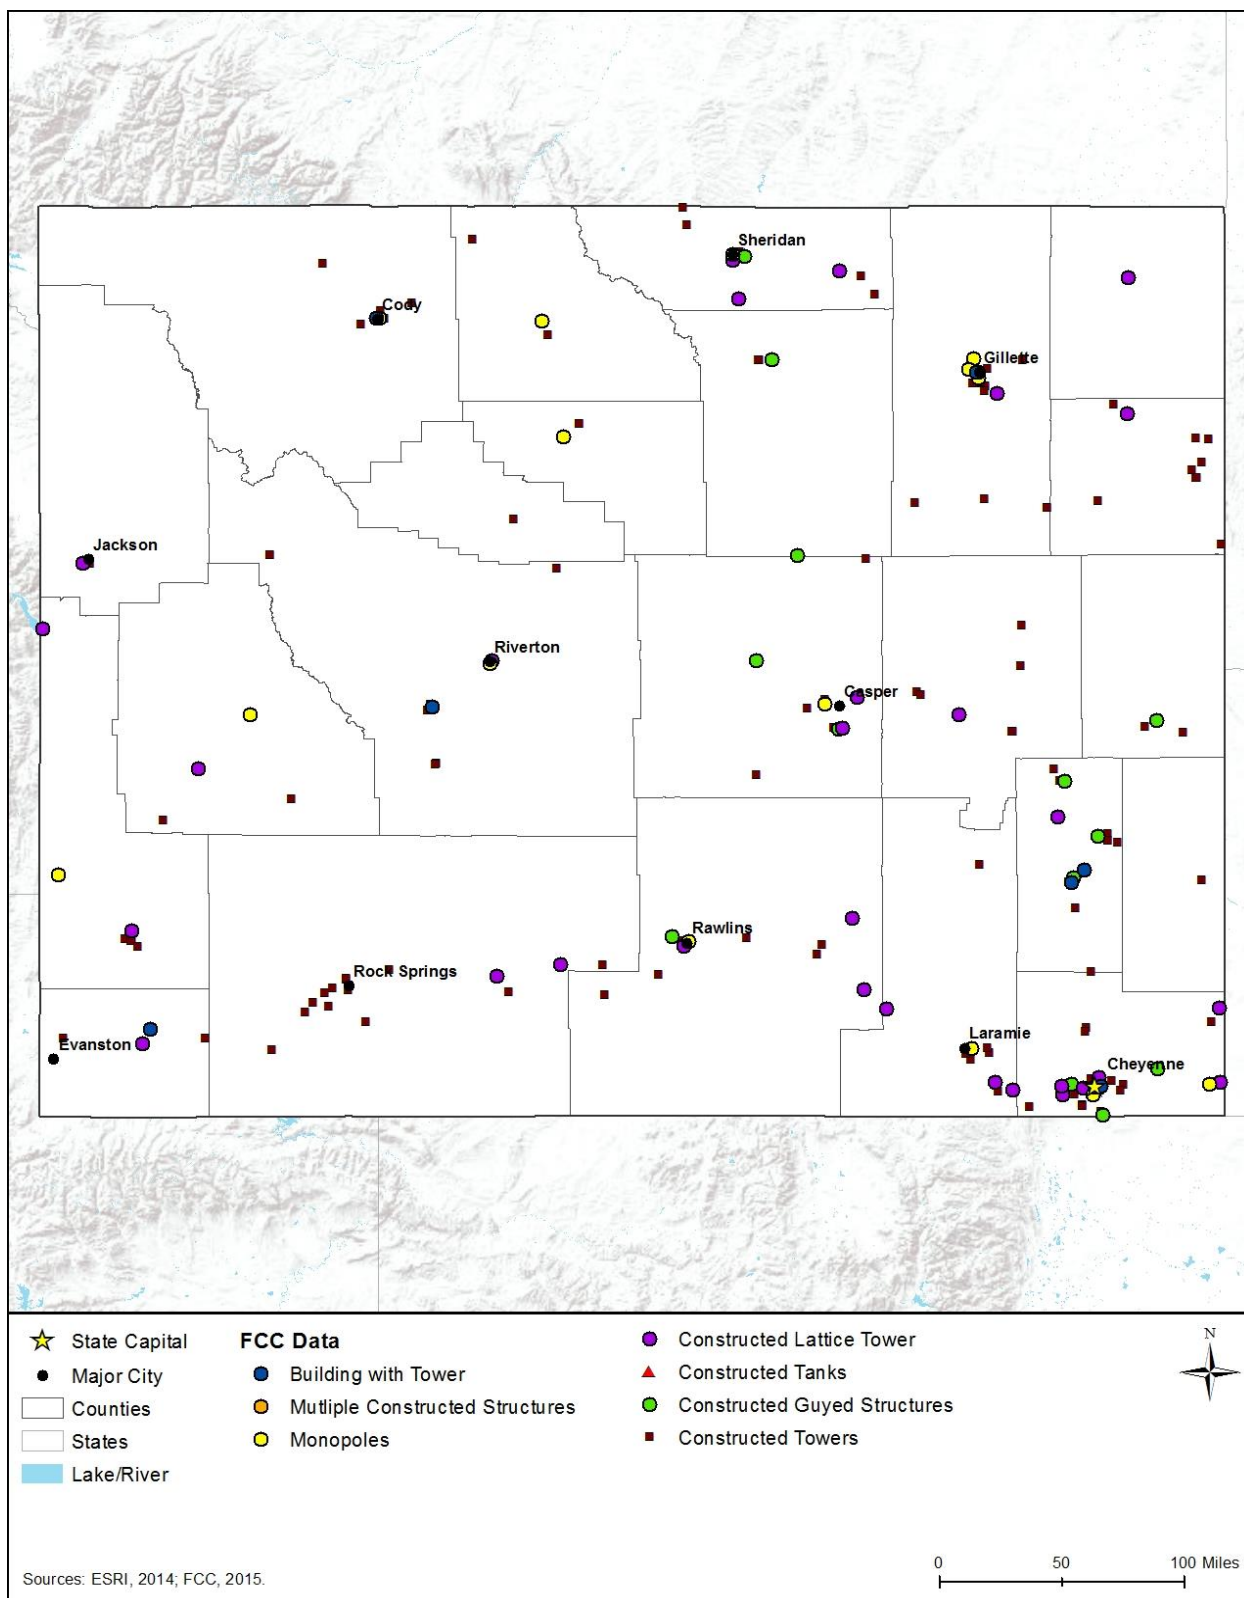 Sheridan
Cody
Gillette
Jackson
Riverton
Casper
Rawlins
Rock Springs
Evanston
Laramie
Cheyenne
State Capital
Major City
Counties
States
Lake/River
FCC Data
Building with Tower
Mutliple Constructed Structures
Monopoles
Constructed Lattice Tower
Constructed Tanks
Constructed Guyed Structures
Constructed Towers
N
0 50 100 Miles
Sources: ESRI, 2014; FCC, 2015.